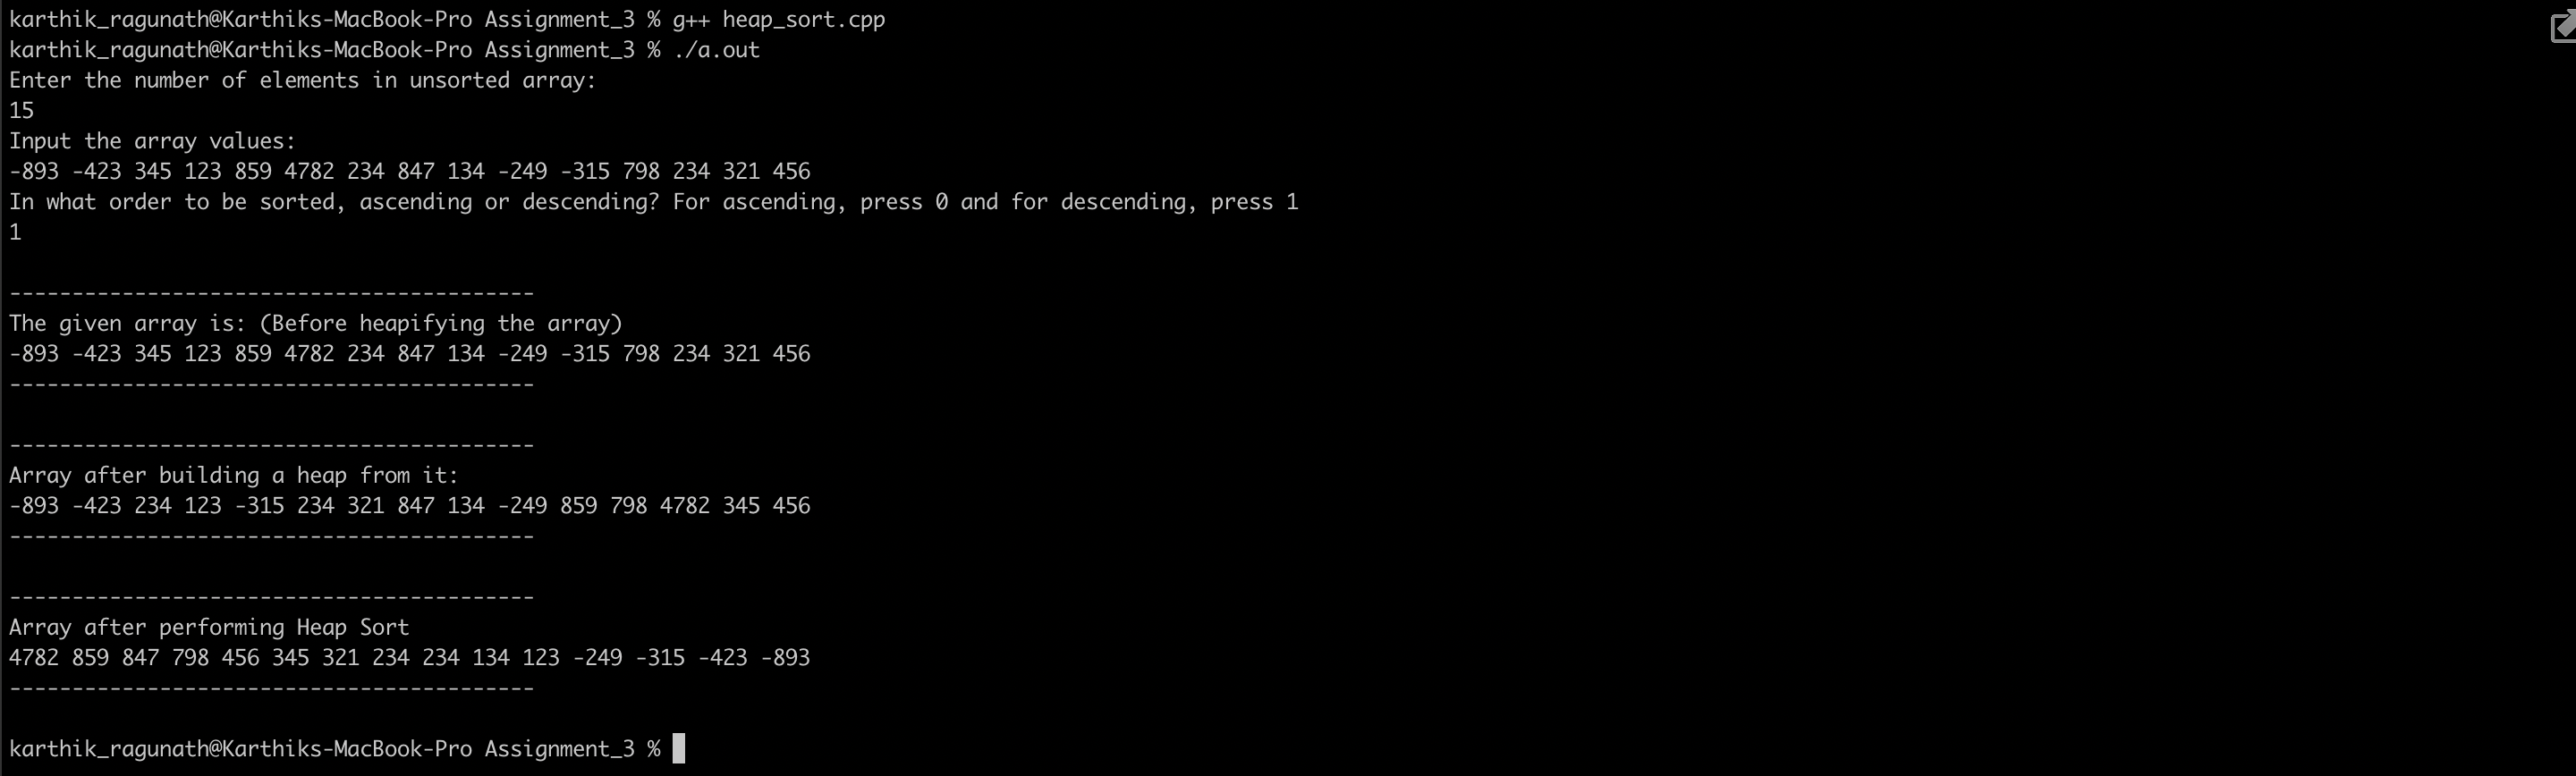 karthik_ragunath@Karthiks-MacBook-Pro Assignment_3 % g++ heap_sort.cpp
karthik_ragunath@Karthiks-MacBook-Pro Assignment_3 % ./a.out
Enter the number of elements in unsorted array:
15
Input the array values:
-893 -423 345 123 859 4782 234 847 134 -249 -315 798 234 321 456
In what order to be sorted, ascending or descending? For ascending, press 0 and for descending, press 1
1
------------------------------------------
The given array is: (Before heapifying the array)
-893 -423 345 123 859 4782 234 847 134 -249 -315 798 234 321 456
------------------------------------------
------------------------------------------
Array after building a heap from it:
-893 -423 234 123 -315 234 321 847 134 -249 859 798 4782 345 456
------------------------------------------
------------------------------------------
Array after performing Heap Sort
4782 859 847 798 456 345 321 234 234 134 123 -249 -315 -423 -893
------------------------------------------
karthik_ragunath@Karthiks-MacBook-Pro Assignment_3 %